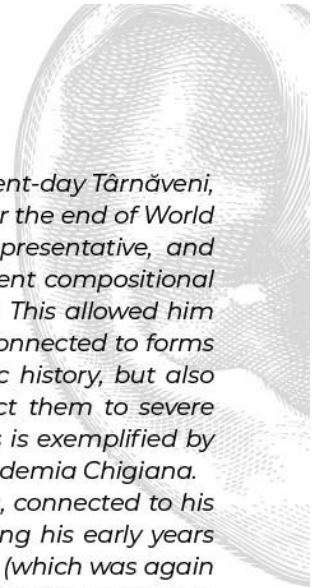 ent-day Târnăveni,
r the end of World
presentative, and
ent compositional
This allowed him
onnected to forms
c history, but also
ct them to severe
s is exemplified by
demia Chigiana.
, connected to his
ng his early years
(which was again